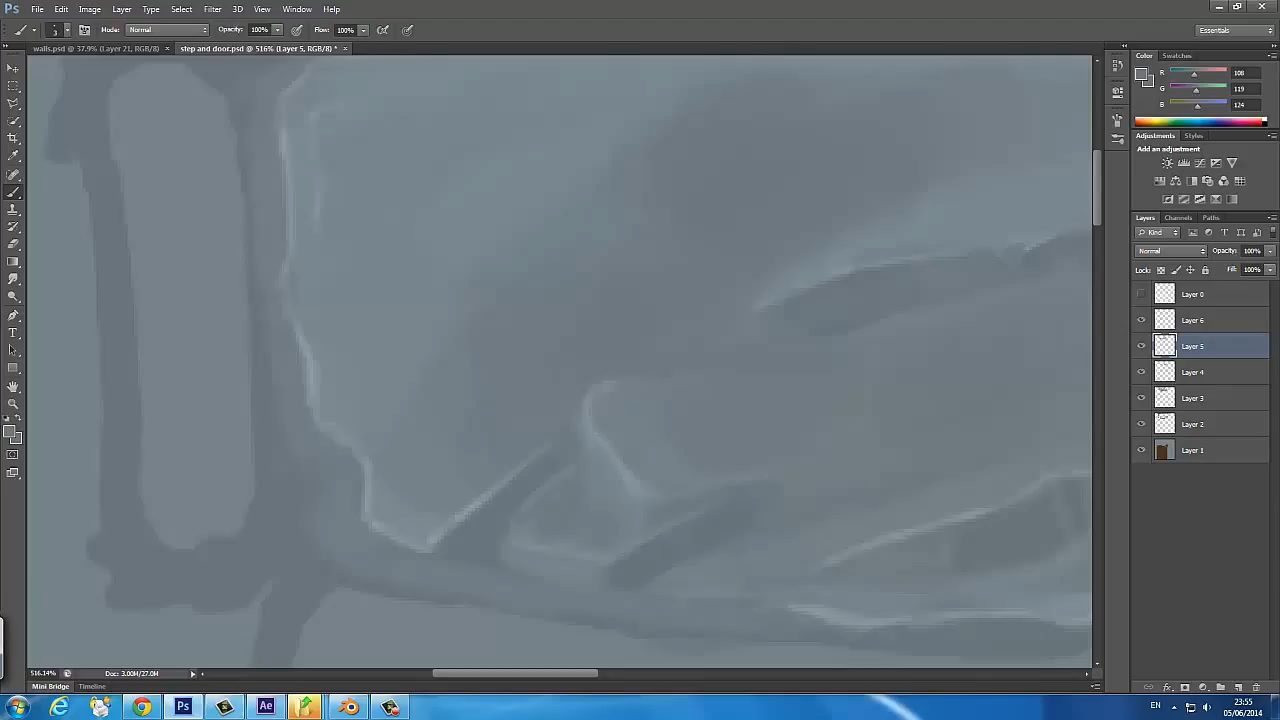 Ps File Edit Image Layer Type Select Filter 3D View Window Help
3 Mode: Normal Opacity: 100% Flow: 100% Essentials
walls.psd @ 37.9% (Layer 21, RGB/8) × step and door.psd @ 516% (Layer 5, RGB/8) * ×
Color Swatches
R 108
G 119
B 124
Adjustments Styles
Add an adjustment
Layers Channels Paths
Kind
Normal Opacity: 100%
Lock: Fill: 100%
Layer 0
Layer 6
Layer 5
Layer 4
Layer 3
Layer 2
Layer 1
516.14% Doc: 3.00M/27.0M
Mini Bridge Timeline
Ps Ae EN 23:55
05/06/2014